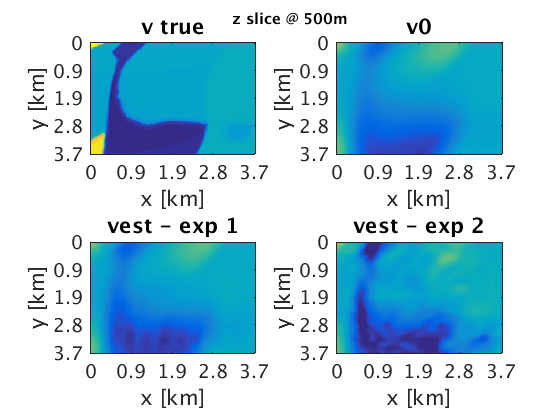 z slice @ 500m
v true
v0
0
0.9
1.9
2.8
3.7
y [km]
0 0.9 1.9 2.8 3.7
x [km]
0
0.9
1.9
2.8
3.7
y [km]
0 0.9 1.9 2.8 3.7
x [km]
vest - exp 1
vest - exp 2
0
0.9
1.9
2.8
3.7
y [km]
0 0.9 1.9 2.8 3.7
x [km]
0
0.9
1.9
2.8
3.7
y [km]
0 0.9 1.9 2.8 3.7
x [km]